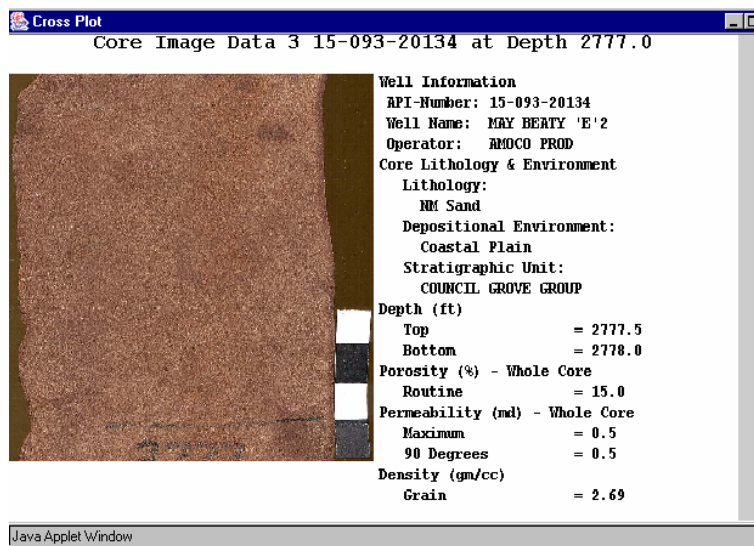 Cross Plot
Core Image Data 3 15-093-20134 at Depth 2777.0
Well Information
API-Number: 15-093-20134
Well Name: MAY BEATY 'E'2
Operator: AMOCO PROD
Core Lithology & Environment
Lithology:
NM Sand
Depositional Environment:
Coastal Plain
Stratigraphic Unit:
COUNCIL GROVE GROUP
Depth (ft)
Top = 2777.5
Bottom = 2778.0
Porosity (%) - Whole Core
Routine = 15.0
Permeability (md) - Whole Core
Maximum = 0.5
90 Degrees = 0.5
Density (gm/cc)
Grain = 2.69
Java Applet Window